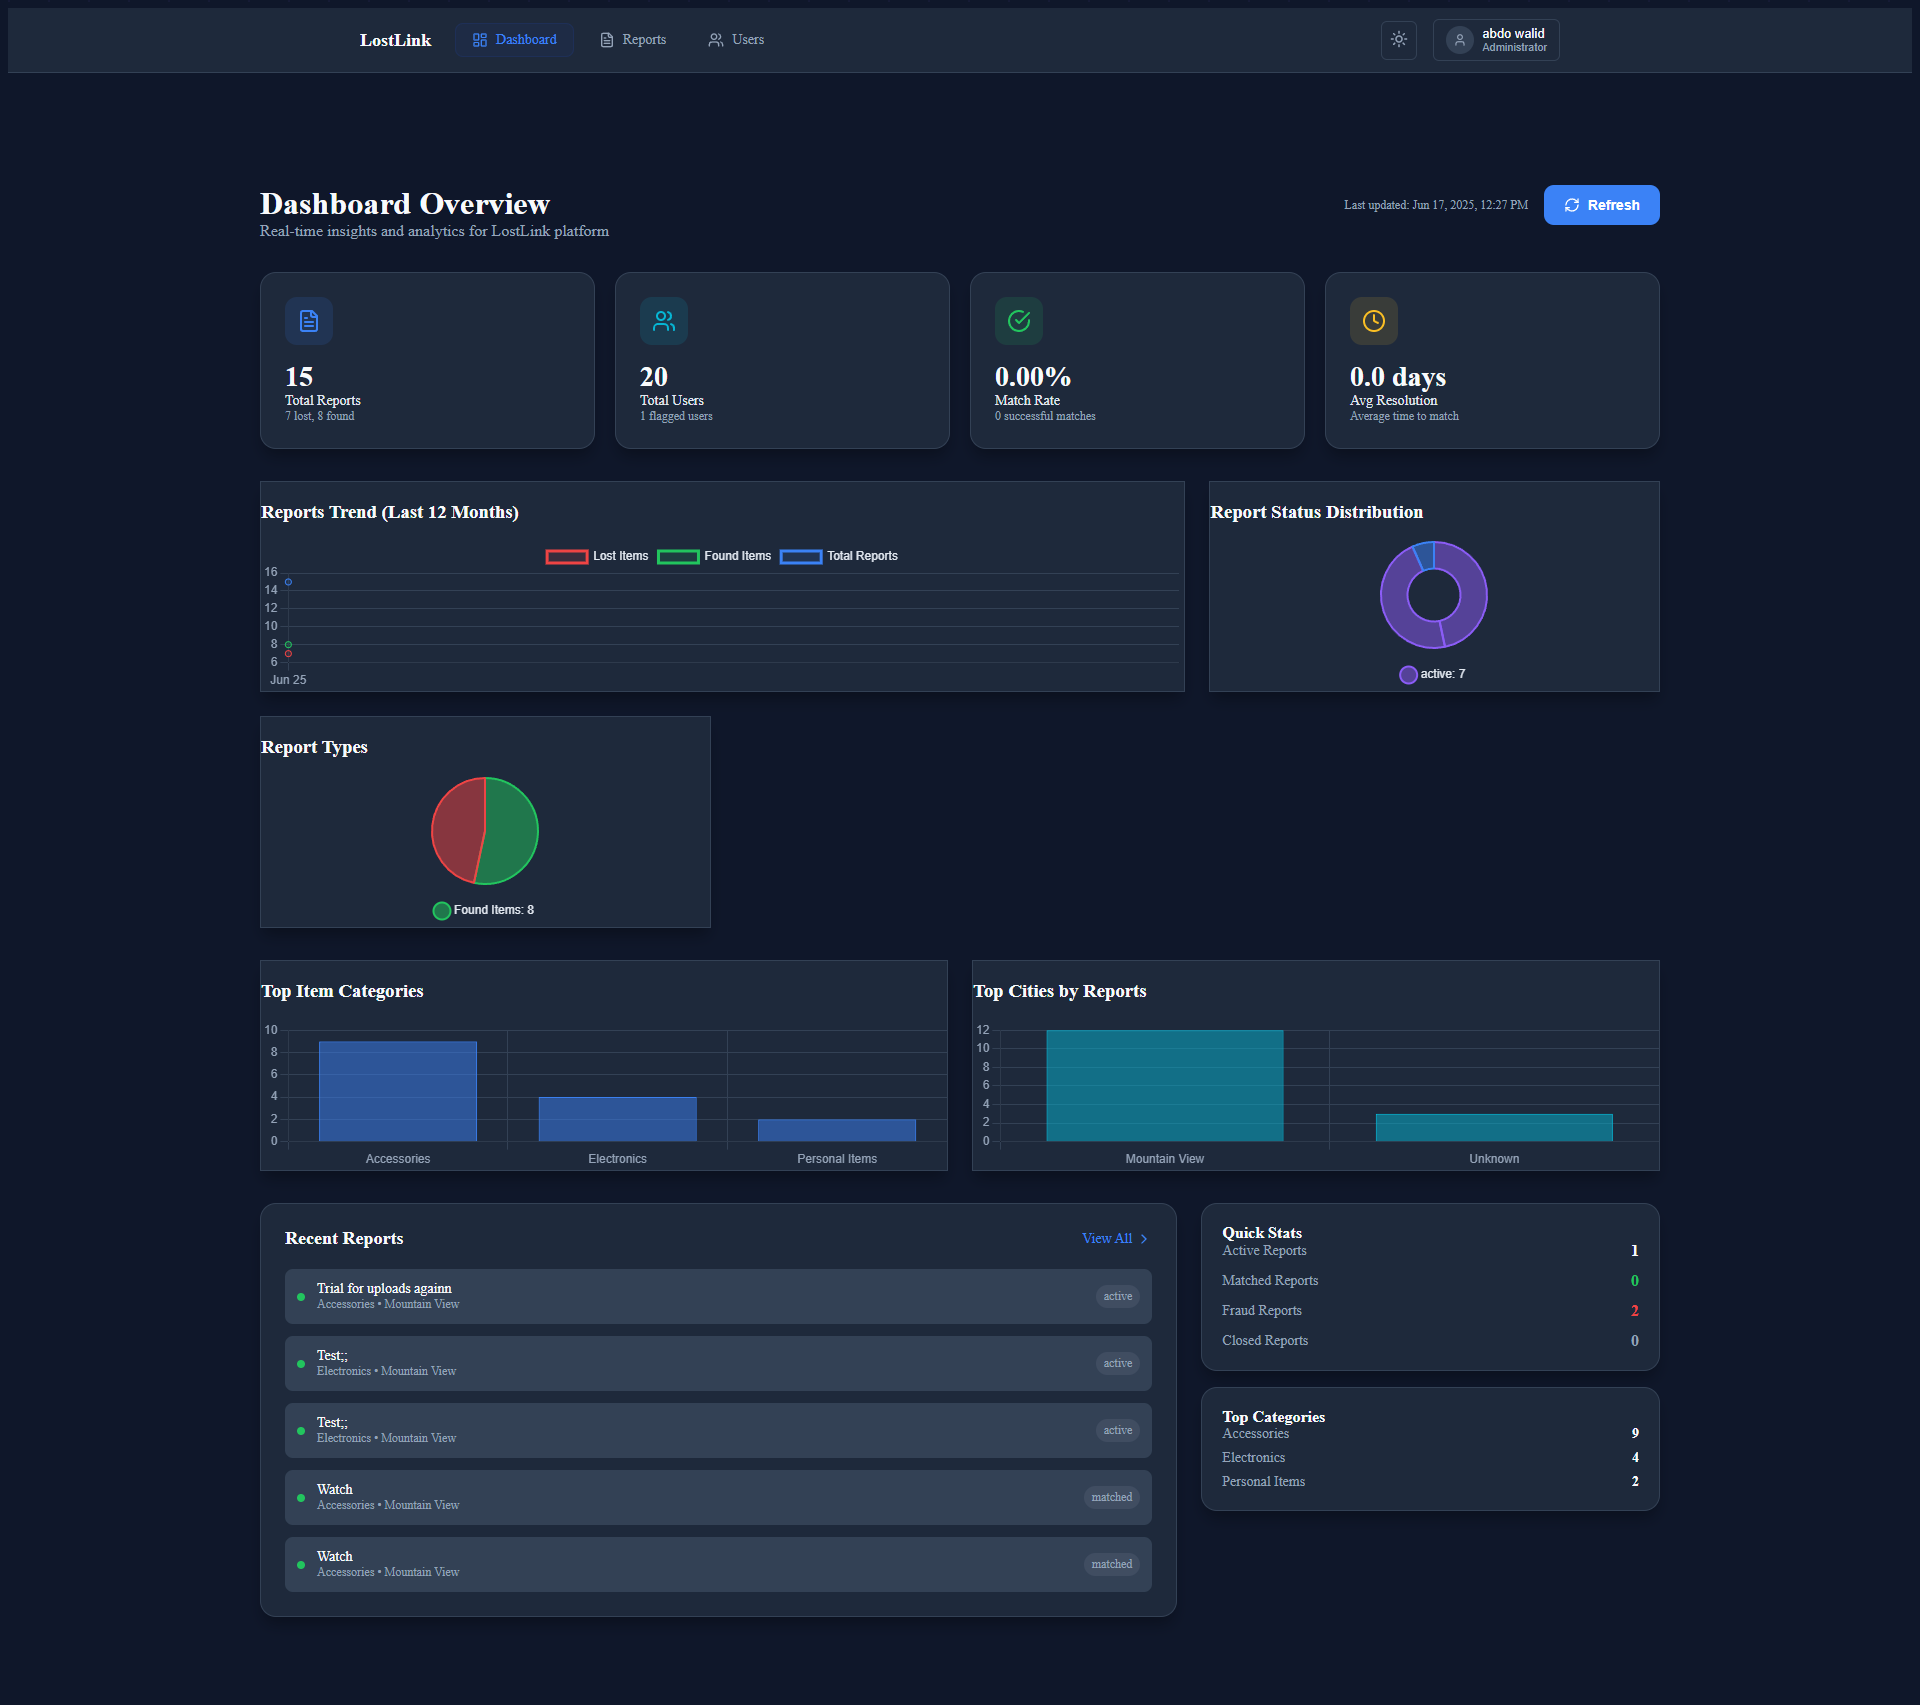 LostLink
Dashboard
Reports
Users
abdo walid
Administrator
Dashboard Overview
Real-time insights and analytics for LostLink platform
Last updated: Jun 17, 2025, 12:27 PM
Refresh
15
Total Reports
7 lost, 8 found
20
Total Users
1 flagged users
0.00%
Match Rate
0 successful matches
0.0 days
Avg Resolution
Average time to match
Reports Trend (Last 12 Months)
Lost Items
Found Items
Total Reports
16
14
12
10
8
6
Jun 25
Report Status Distribution
active: 7
Report Types
Found Items: 8
Top Item Categories
10
8
6
4
2
0
Accessories
Electronics
Personal Items
Top Cities by Reports
12
10
8
6
4
2
0
Mountain View
Unknown
Recent Reports
View All
Trial for uploads againn
Accessories • Mountain View
active
Test;;
Electronics • Mountain View
active
Test;;
Electronics • Mountain View
active
Watch
Accessories • Mountain View
matched
Watch
Accessories • Mountain View
matched
Quick Stats
Active Reports 1
Matched Reports 0
Fraud Reports 2
Closed Reports 0
Top Categories
Accessories 9
Electronics 4
Personal Items 2